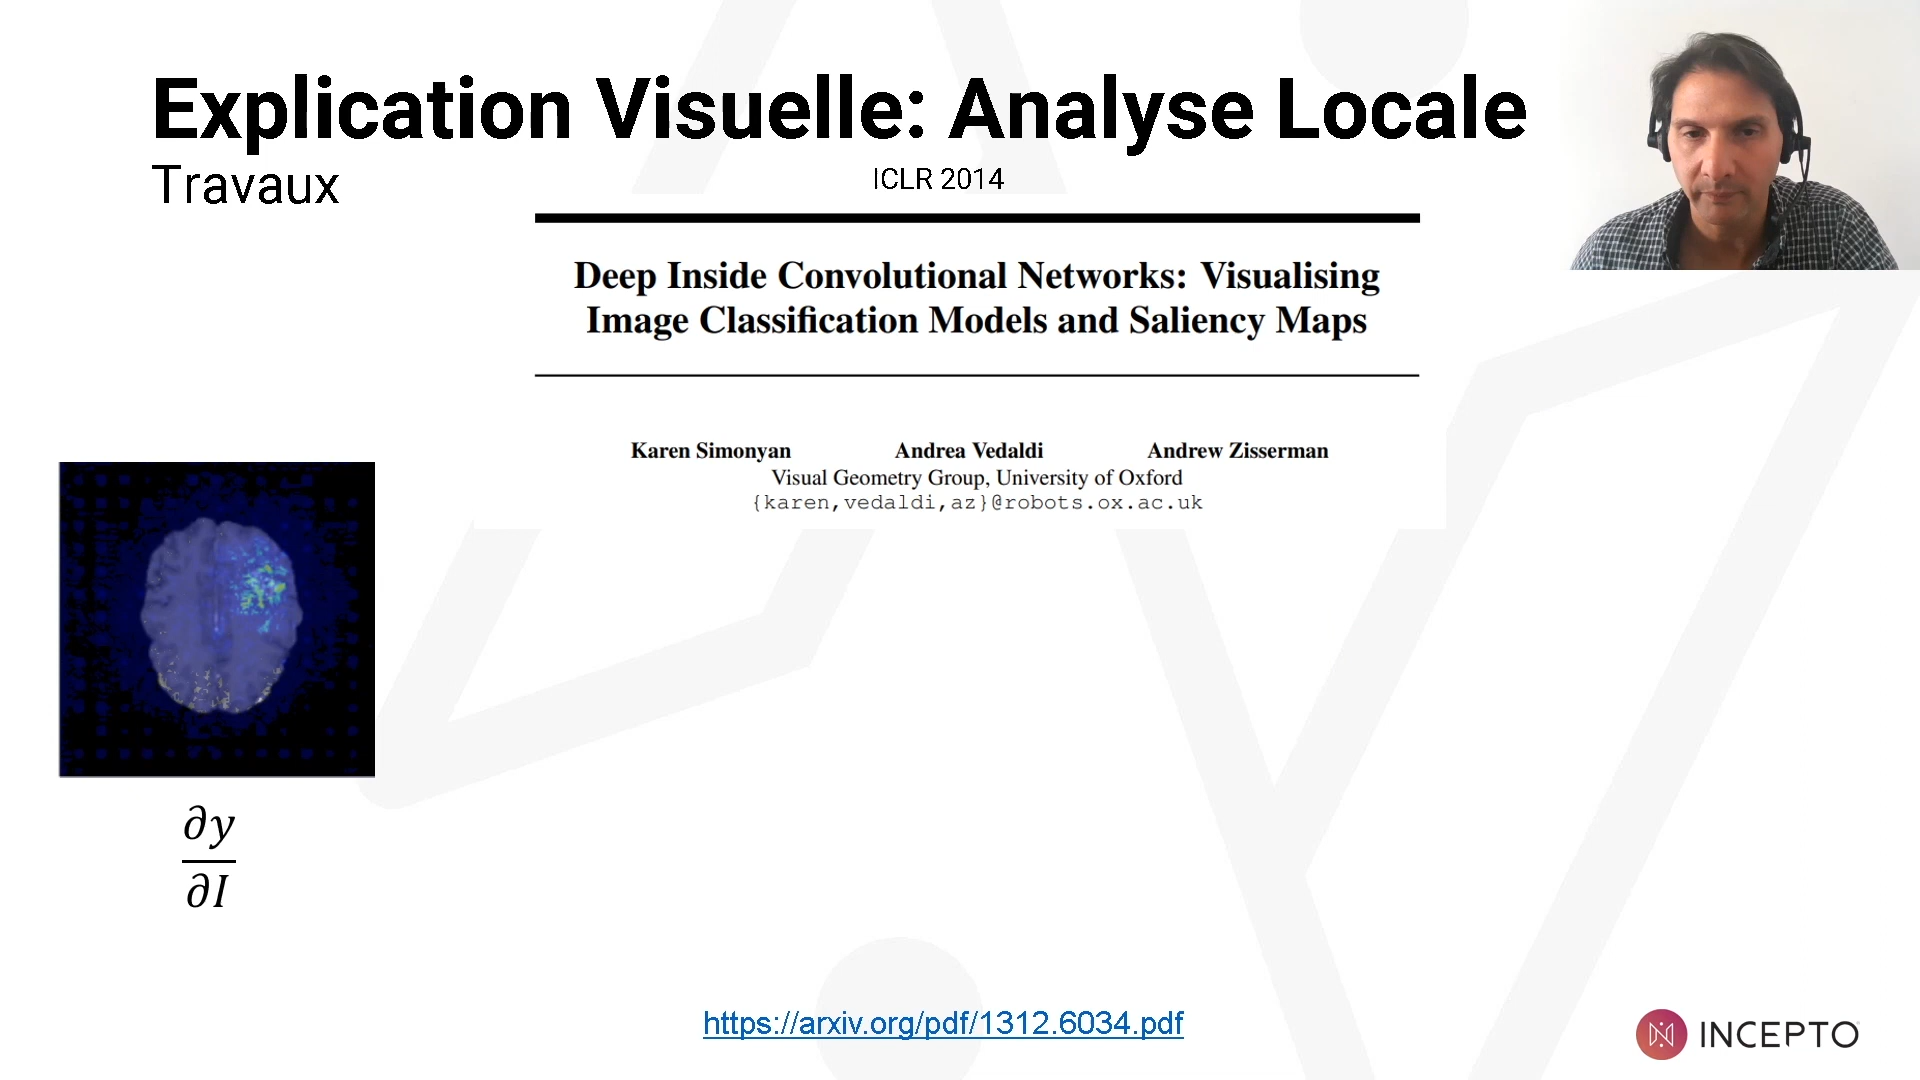 Explication Visuelle: Analyse Locale
Travaux
ICLR 2014
Deep Inside Convolutional Networks: Visualising
Image Classification Models and Saliency Maps
Karen Simonyan Andrea Vedaldi Andrew Zisserman
Visual Geometry Group, University of Oxford
{karen,vedaldi,az}@robots.ox.ac.uk
∂y
∂I
https://arxiv.org/pdf/1312.6034.pdf
INCEPTO